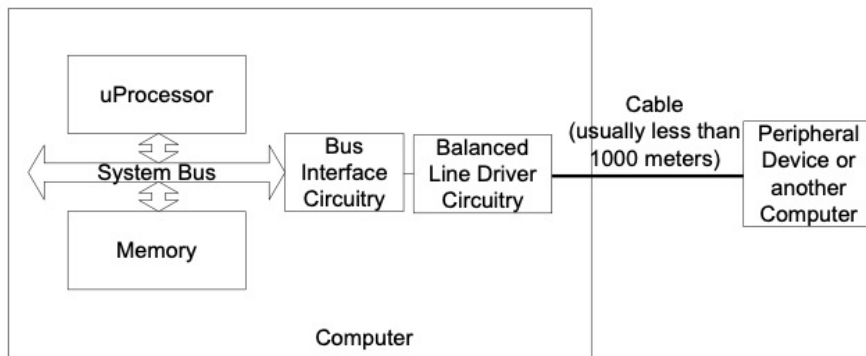 uProcessor
System Bus
Memory
Bus
Interface
Circuitry
Balanced
Line Driver
Circuitry
Cable
(usually less than
1000 meters)
Peripheral
Device or
another
Computer
Computer